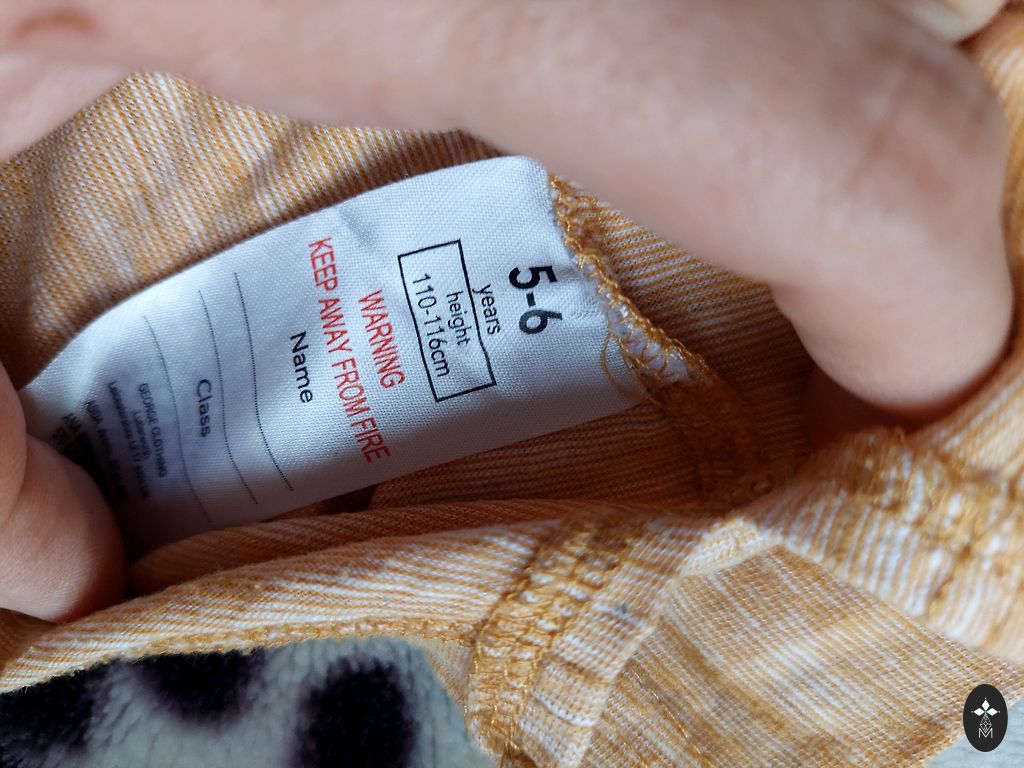 5-6
years
height
110-116cm
WARNING
KEEP AWAY FROM FIRE
Name
Class
GEORGE CLOTHING
M